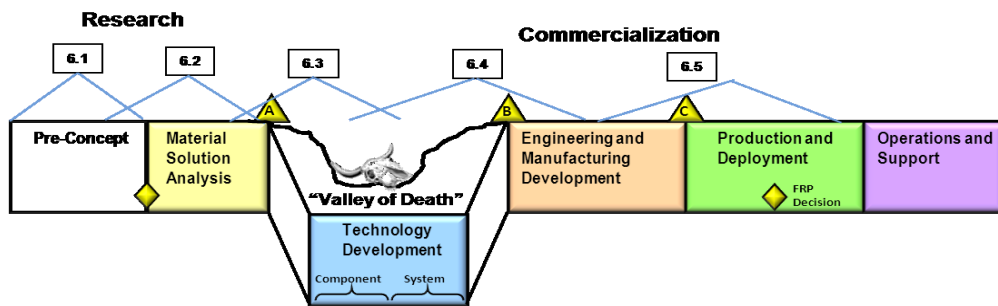 Research
Commercialization
6.1
6.2
6.3
6.4
6.5
A
B
C
Pre-Concept
Material
Solution
Analysis
"Valley of Death"
Technology
Development
Component
System
Engineering and
Manufacturing
Development
Production and
Deployment
FRP
Decision
Operations and
Support